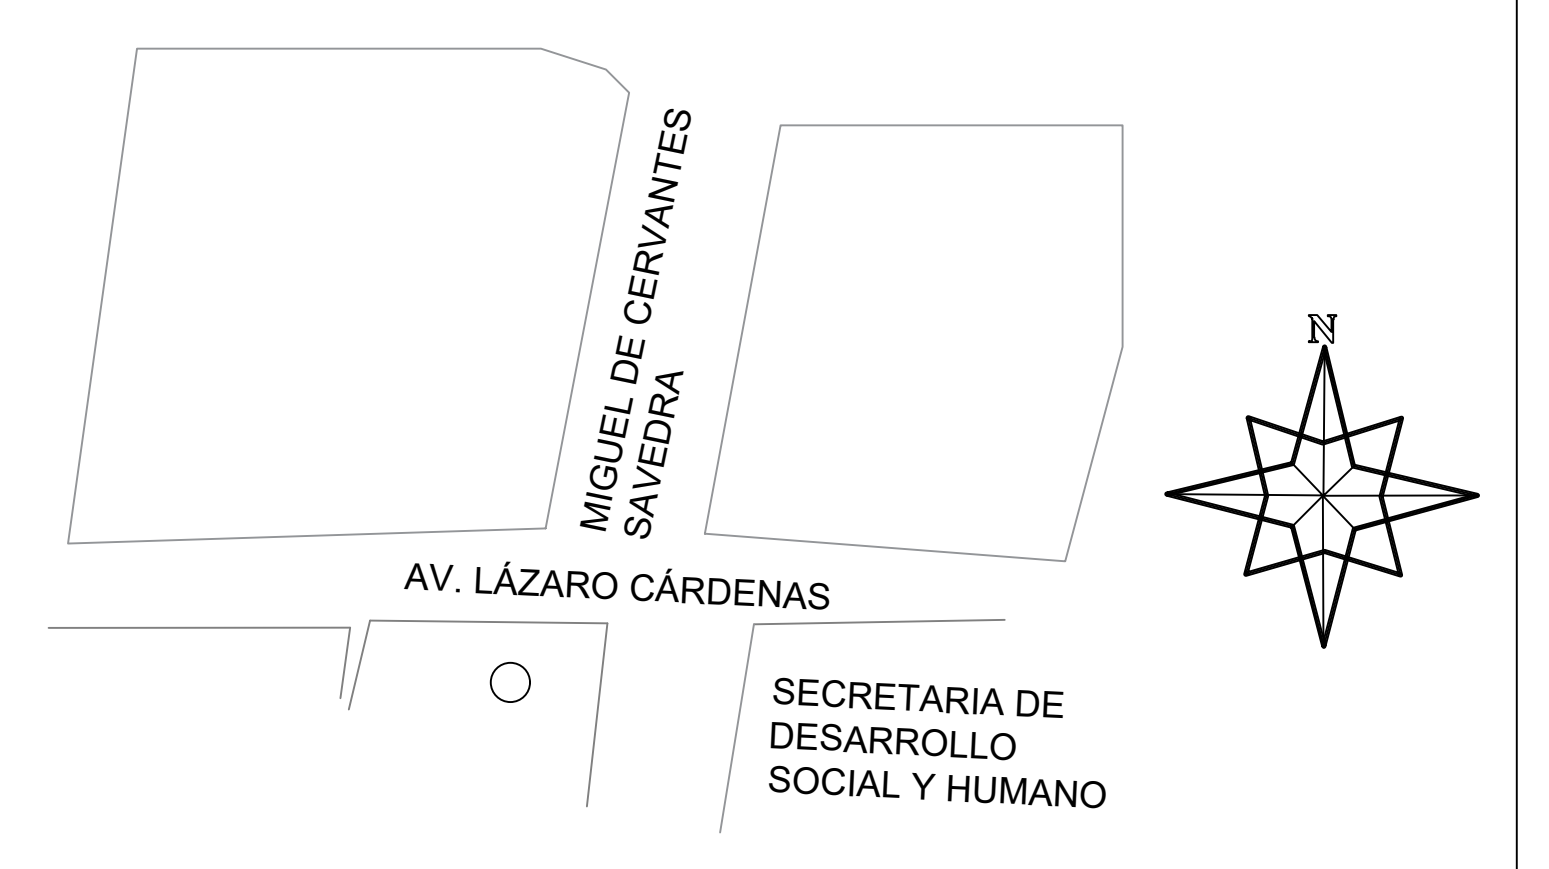 MIGUEL DE CERVANTES
SAVEDRA
N
AV. LÁZARO CÁRDENAS
SECRETARIA DE
DESARROLLO
SOCIAL Y HUMANO